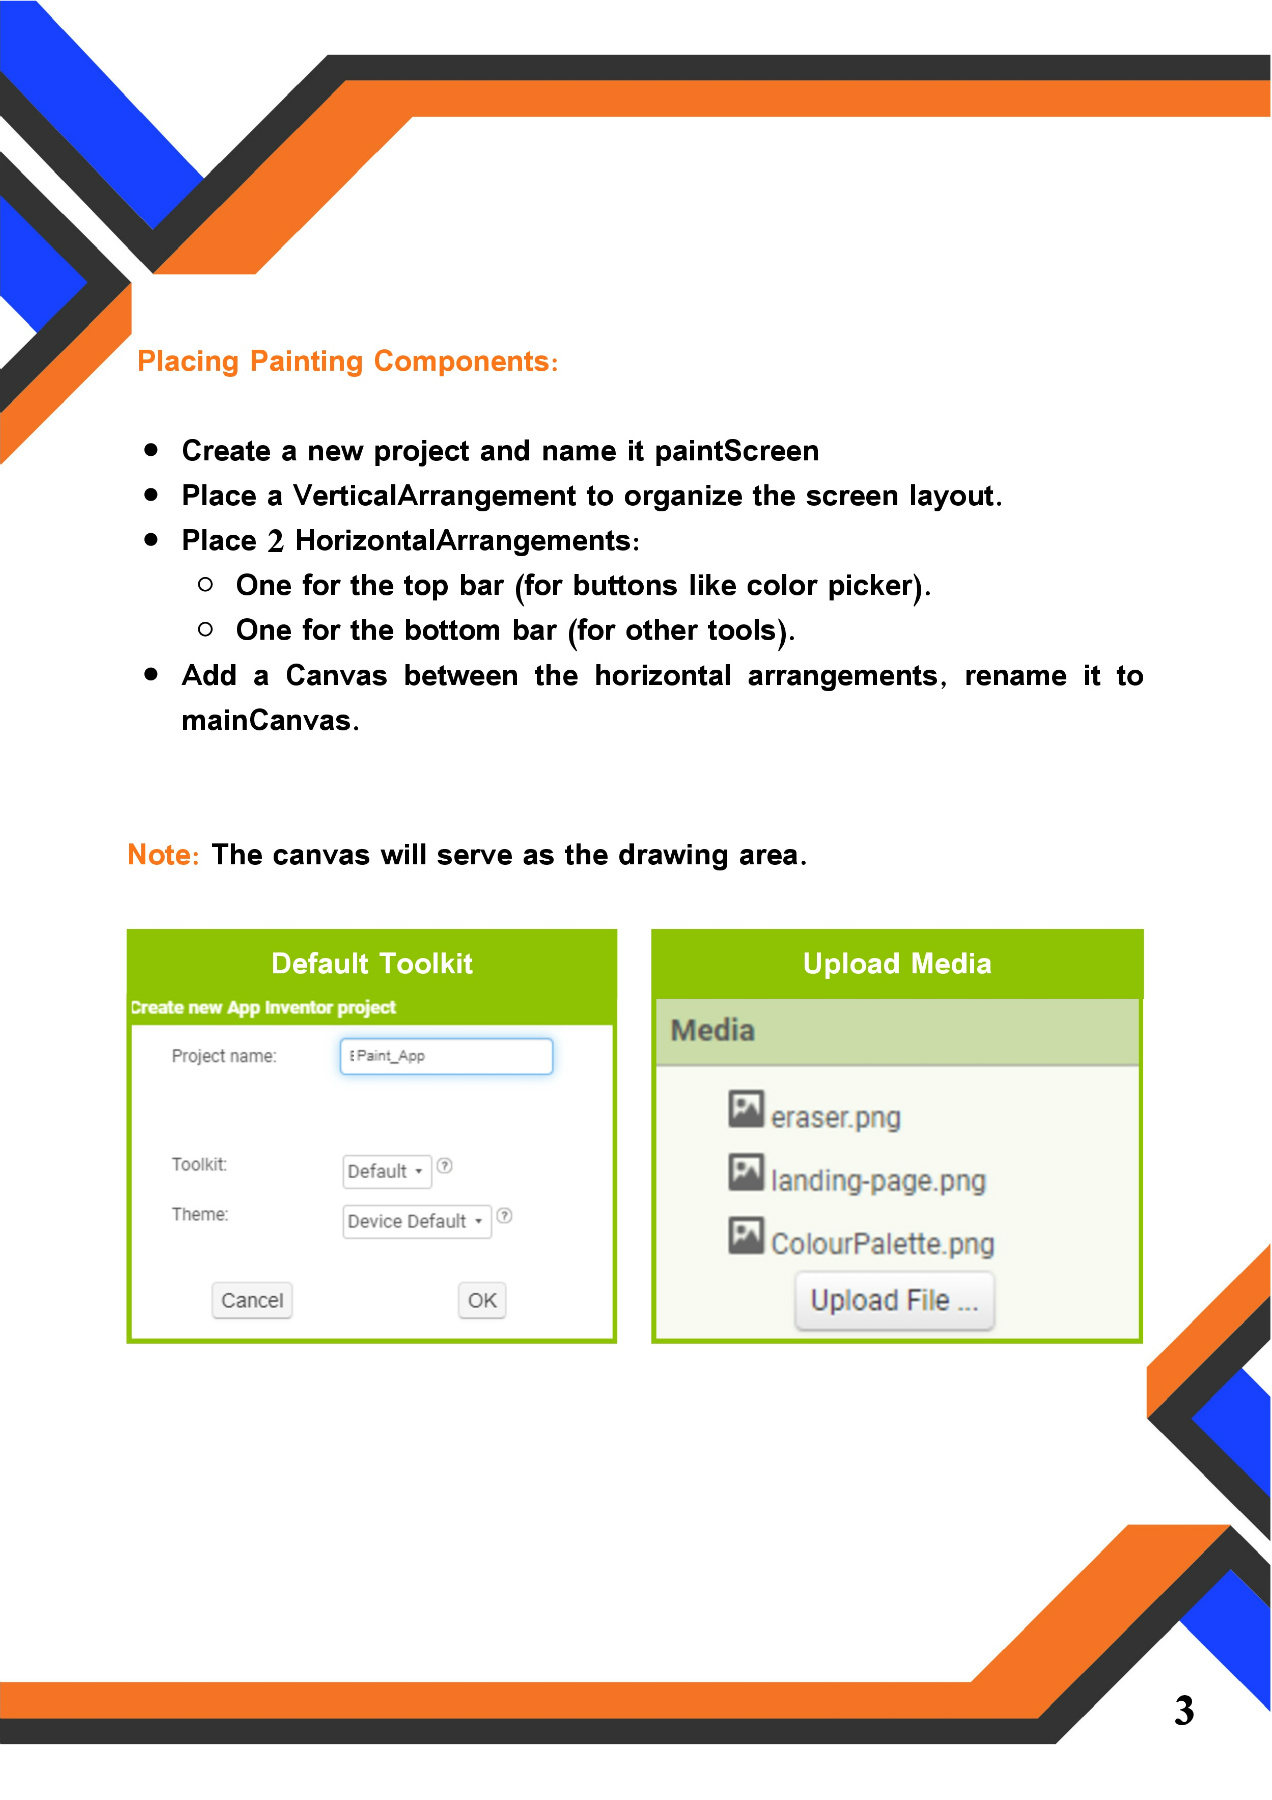 Placing Painting Components:
● Create a new project and name it paintScreen
● Place a VerticalArrangement to organize the screen layout.
● Place 2 HorizontalArrangements:
○ One for the top bar (for buttons like color picker).
○ One for the bottom bar (for other tools).
● Add a Canvas between the horizontal arrangements, rename it to
mainCanvas.
Note: The canvas will serve as the drawing area.
Default Toolkit
Create new App Inventor project
Project name: Paint_App
Toolkit: Default ?
Theme: Device Default ?
Cancel OK
Upload Media
Media
eraser.png
landing-page.png
ColourPalette.png
Upload File ...
3